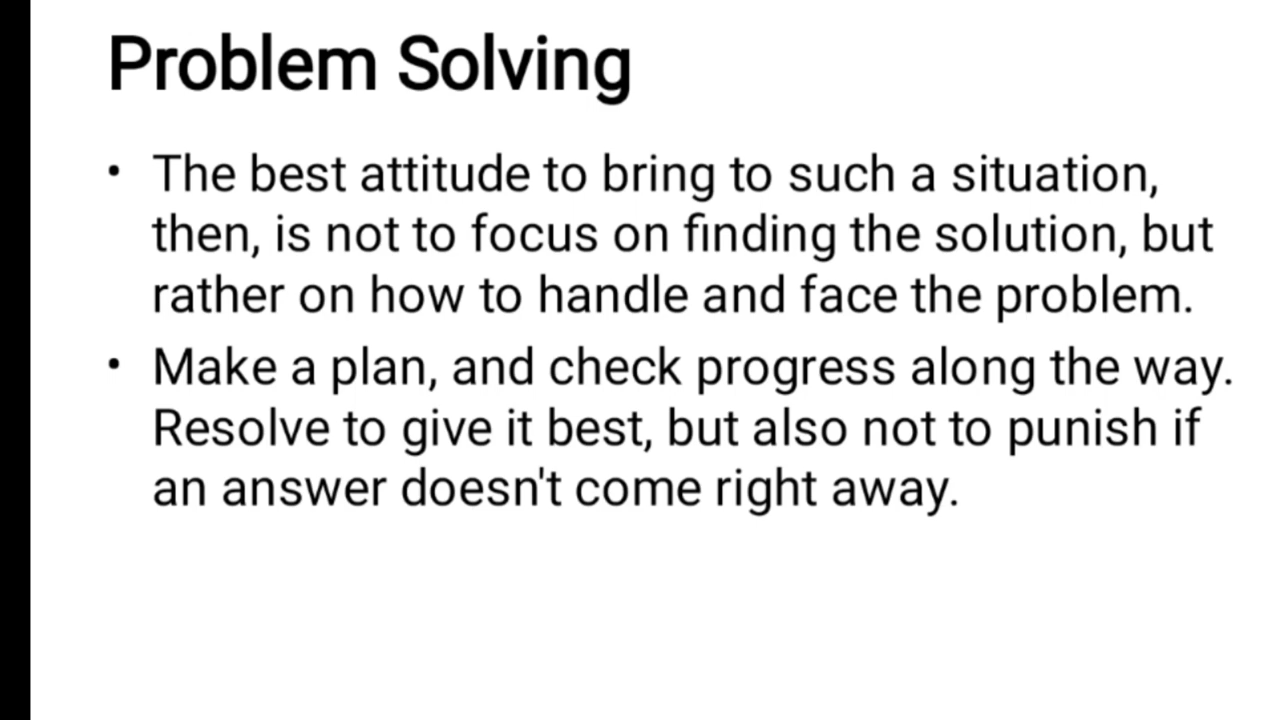 Problem Solving
• The best attitude to bring to such a situation,
then, is not to focus on finding the solution, but
rather on how to handle and face the problem.
• Make a plan, and check progress along the way.
Resolve to give it best, but also not to punish if
an answer doesn't come right away.